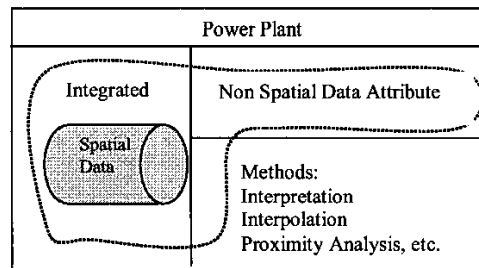 Power Plant
Integrated
Non Spatial Data Attribute
Spatial
Data
Methods:
Interpretation
Interpolation
Proximity Analysis, etc.